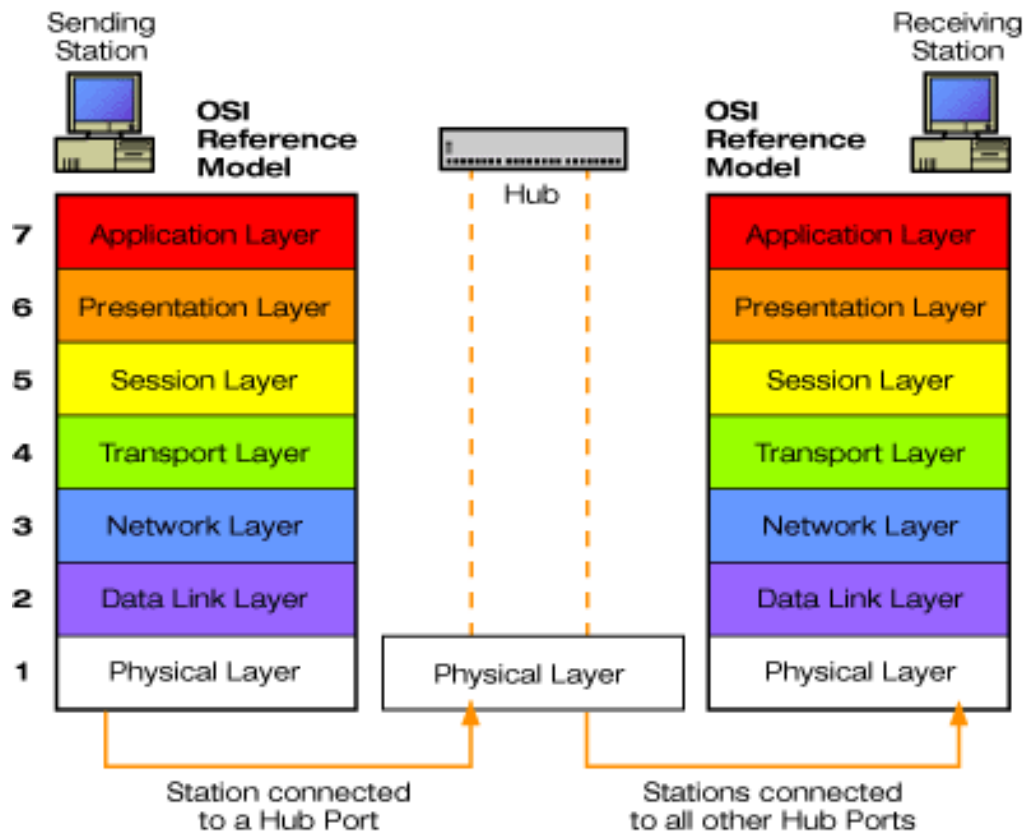 Sending
Station
Receiving
Station
OSI
Reference
Model
Hub
OSI
Reference
Model
7
Application Layer
Application Layer
6
Presentation Layer
Presentation Layer
5
Session Layer
Session Layer
4
Transport Layer
Transport Layer
3
Network Layer
Network Layer
2
Data Link Layer
Data Link Layer
1
Physical Layer
Physical Layer
Physical Layer
Station connected
to a Hub Port
Stations connected
to all other Hub Ports